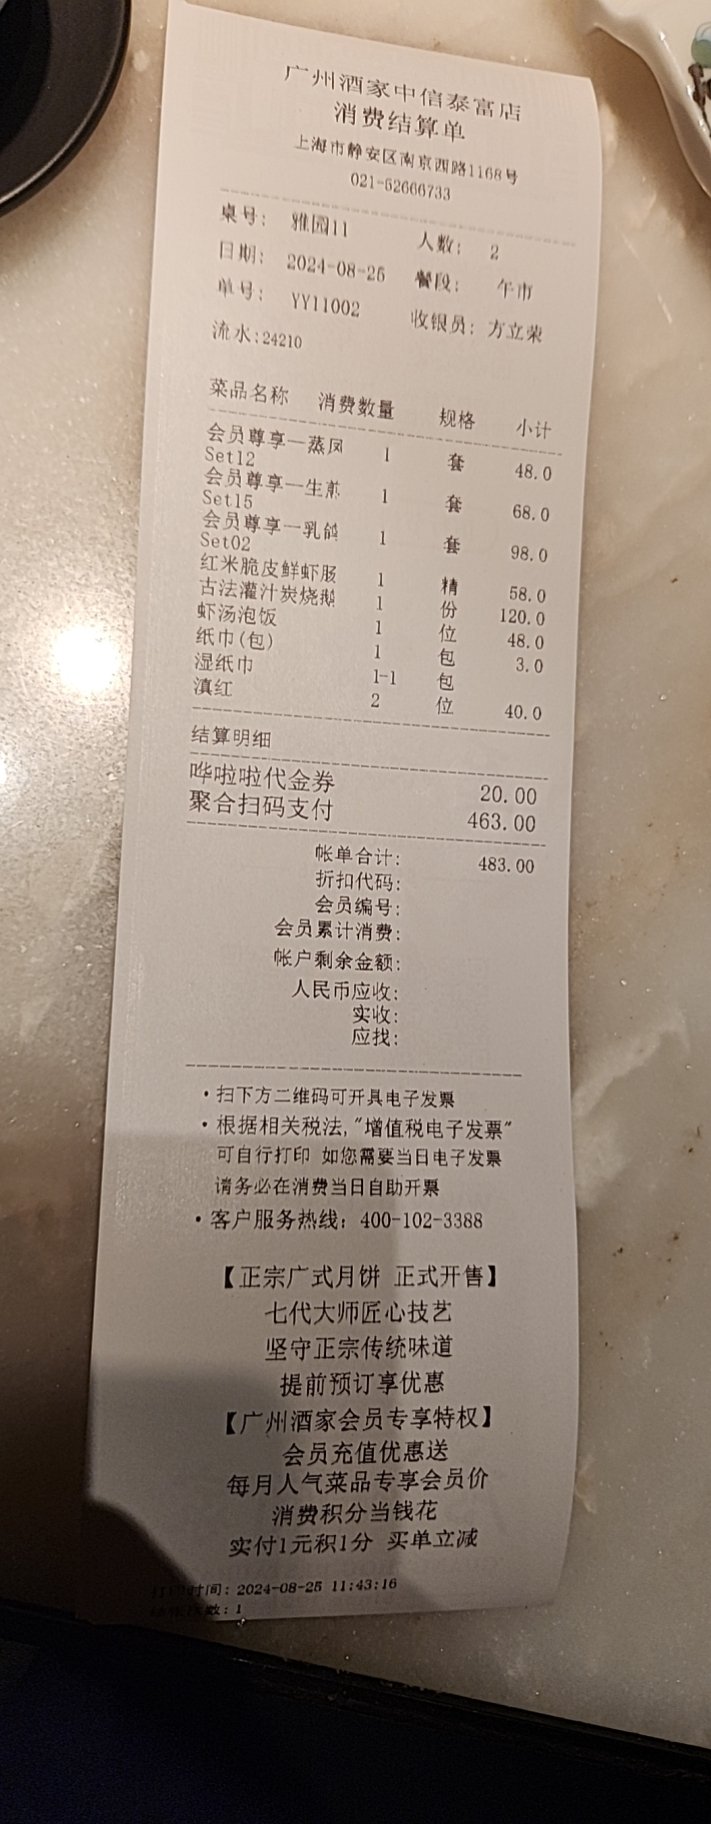 广州酒家中信泰富店
消费结算单
上海市静安区南京西路1168号
021-52666733
桌号: 雅园11 人数: 2
日期: 2024-08-25 餐段: 午市
单号: YY11002 收银员: 方立荣
流水:24210
菜品名称 消费数量 规格 小计
会员尊享一蒸凤 1 套 48.0
Set12
会员尊享一生煎 1 套 68.0
Set15
会员尊享一乳鸽 1 套 98.0
Set02
红米脆皮鲜虾肠 1 精 58.0
古法灌汁炭烧鹅 1 份 120.0
虾汤泡饭 1 位 48.0
纸巾(包) 1 包 3.0
湿纸巾 1-1 包
滇红 2 位 40.0
结算明细
哗啦啦代金券 20.00
聚合扫码支付 463.00
帐单合计: 483.00
折扣代码:
会员编号:
会员累计消费:
帐户剩余金额:
人民币应收:
实收:
应找:
·扫下方二维码可开具电子发票
·根据相关税法,"增值税电子发票"
可自行打印 如您需要当日电子发票
请务必在消费当日自助开票
·客户服务热线: 400-102-3388
【正宗广式月饼 正式开售】
七代大师匠心技艺
坚守正宗传统味道
提前预订享优惠
【广州酒家会员专享特权】
会员充值优惠送
每月人气菜品专享会员价
消费积分当钱花
实付1元积1分 买单立减
时间: 2024-08-25 11:43:16
数: 1